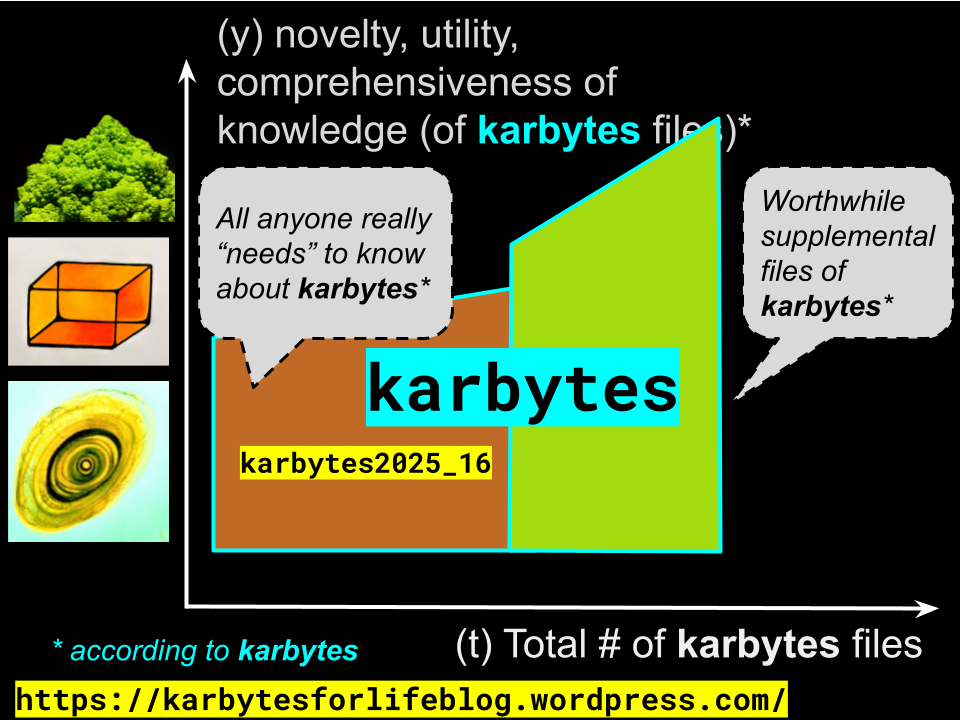 (y) novelty, utility,
comprehensiveness of
knowledge (of karbytes files)*
All anyone really
“needs” to know
about karbytes*
Worthwhile
supplemental
files of
karbytes*
karbytes
karbytes2025_16
* according to karbytes
(t) Total # of karbytes files
https://karbytesforlifeblog.wordpress.com/